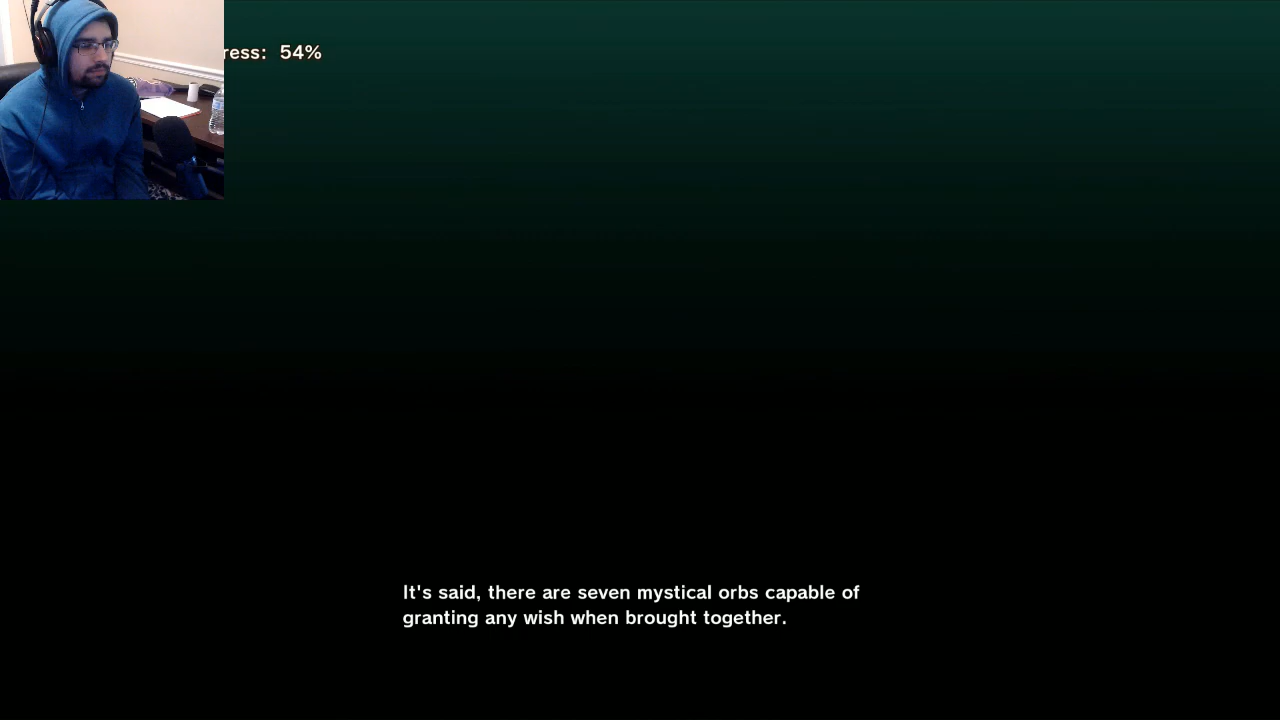 ress: 54%
It's said, there are seven mystical orbs capable of
granting any wish when brought together.